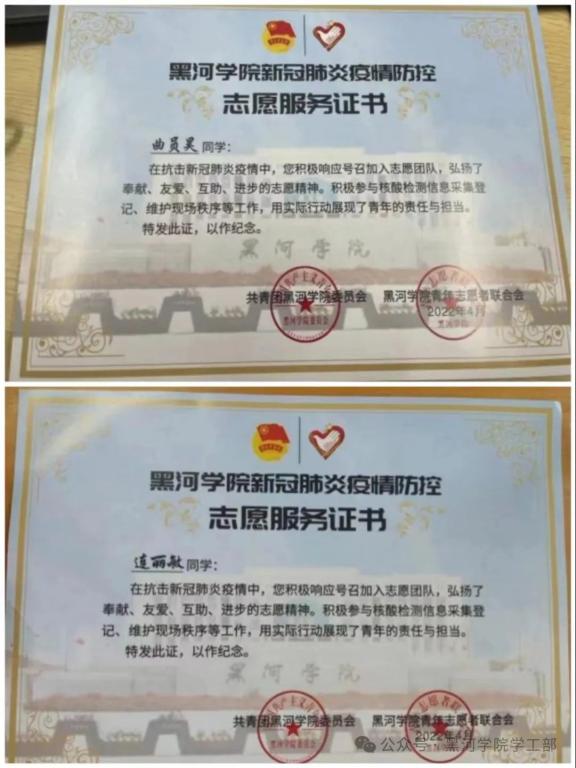 黑河学院新冠肺炎疫情防控
志愿服务证书
曲员昊同学：
在抗击新冠肺炎疫情中，您积极响应号召加入志愿团队，弘扬了
奉献、友爱、互助、进步的志愿精神。积极参与核酸检测信息采集登
记、维护现场秩序等工作，用实际行动展现了青年的责任与担当。
特发此证，以作纪念。
黑河学院
共青团黑河学院委员会 黑河学院青年志愿者联合会
2022年4月
黑河学院新冠肺炎疫情防控
志愿服务证书
连丽敏同学：
在抗击新冠肺炎疫情中，您积极响应号召加入志愿团队，弘扬了
奉献、友爱、互助、进步的志愿精神。积极参与核酸检测信息采集登
记、维护现场秩序等工作，用实际行动展现了青年的责任与担当。
特发此证，以作纪念。
黑河学院
共青团黑河学院委员会 黑河学院青年志愿者联合会
2022年4月
公众号·黑河学院学工部